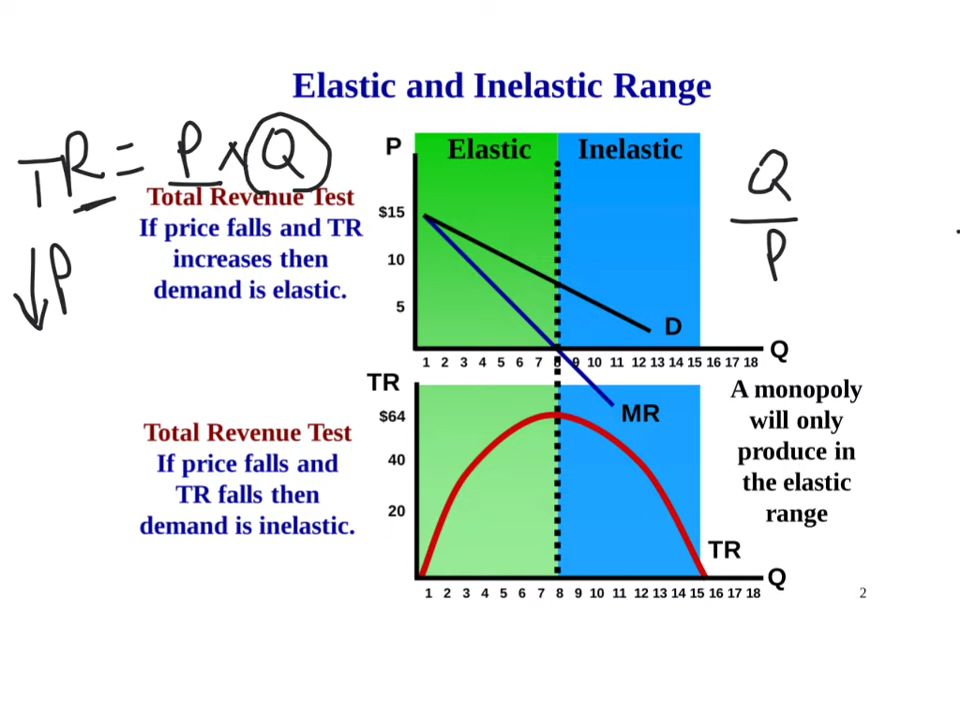 Elastic and Inelastic Range
TR = P x Q
Total Revenue Test
If price falls and TR
increases then
demand is elastic.
↓P
Total Revenue Test
If price falls and
TR falls then
demand is inelastic.
P
Elastic
Inelastic
$15
10
5
D
Q
1 2 3 4 5 6 7 8 9 10 11 12 13 14 15 16 17 18
MR
TR
$64
40
20
TR
Q
1 2 3 4 5 6 7 8 9 10 11 12 13 14 15 16 17 18
Q
P
A monopoly
will only
produce in
the elastic
range
2